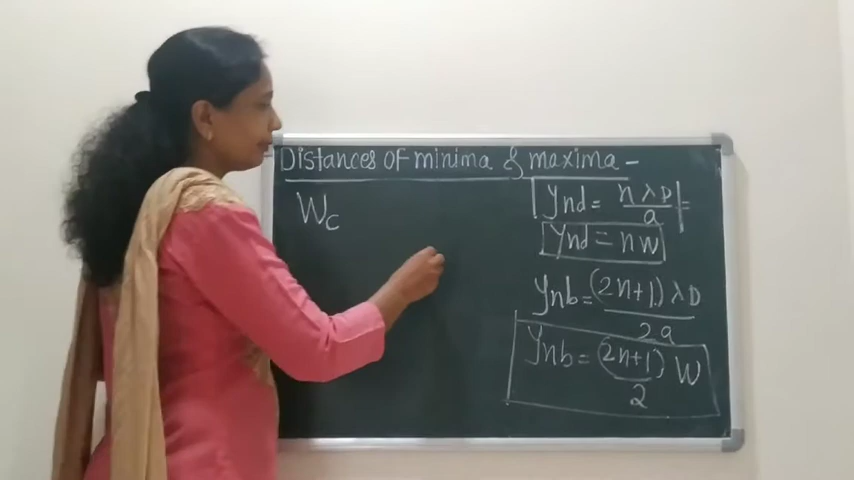 Distances of minima & maxima -
Wc
ynd = nλD/a =
ynd = nw
ynb = (2n+1)λD/2a
ynb = (2n+1)/2 W